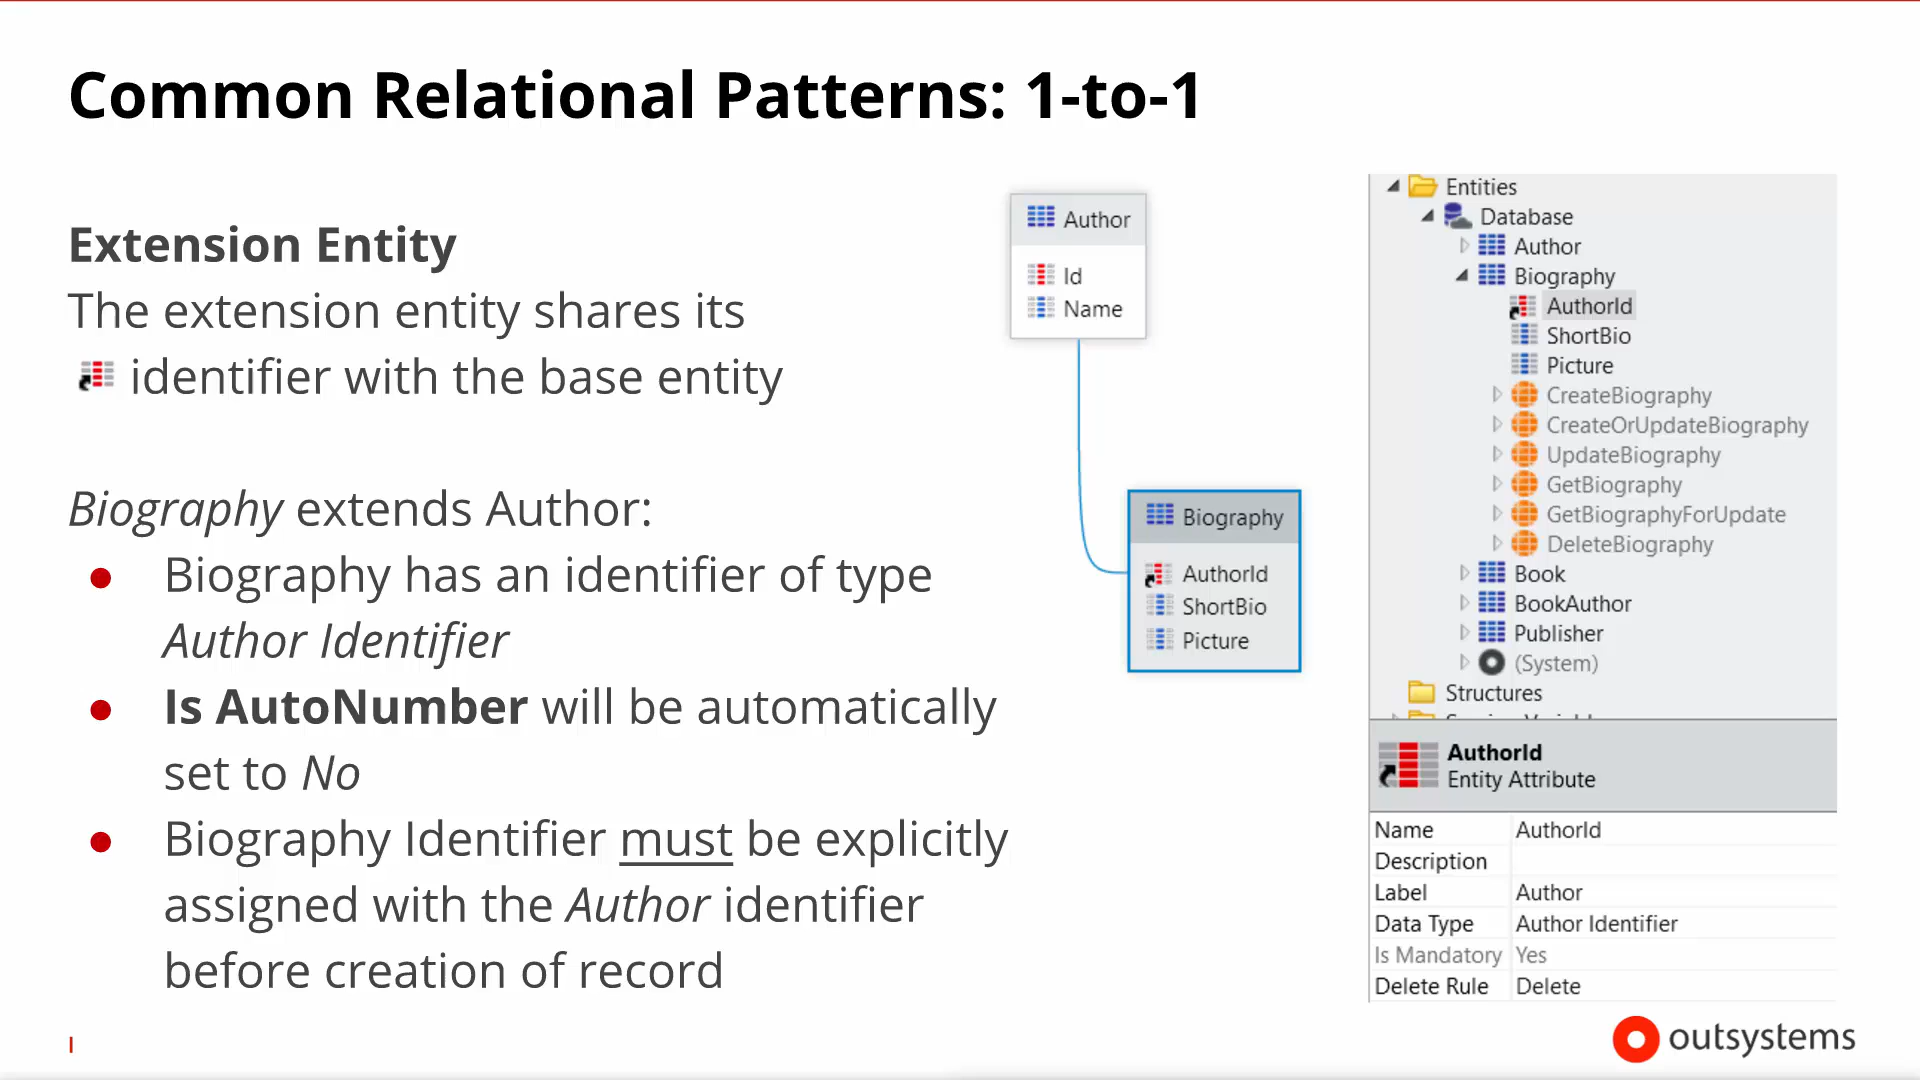 Common Relational Patterns: 1-to-1
Extension Entity
The extension entity shares its
identifier with the base entity
Biography extends Author:
● Biography has an identifier of type
Author Identifier
● Is AutoNumber will be automatically
set to No
● Biography Identifier must be explicitly
assigned with the Author identifier
before creation of record
Author
Id
Name
Biography
AuthorId
ShortBio
Picture
Entities
Database
Author
Biography
AuthorId
ShortBio
Picture
CreateBiography
CreateOrUpdateBiography
UpdateBiography
GetBiography
GetBiographyForUpdate
DeleteBiography
Book
BookAuthor
Publisher
(System)
Structures
AuthorId
Entity Attribute
Name AuthorId
Description
Label Author
Data Type Author Identifier
Is Mandatory Yes
Delete Rule Delete
outsystems